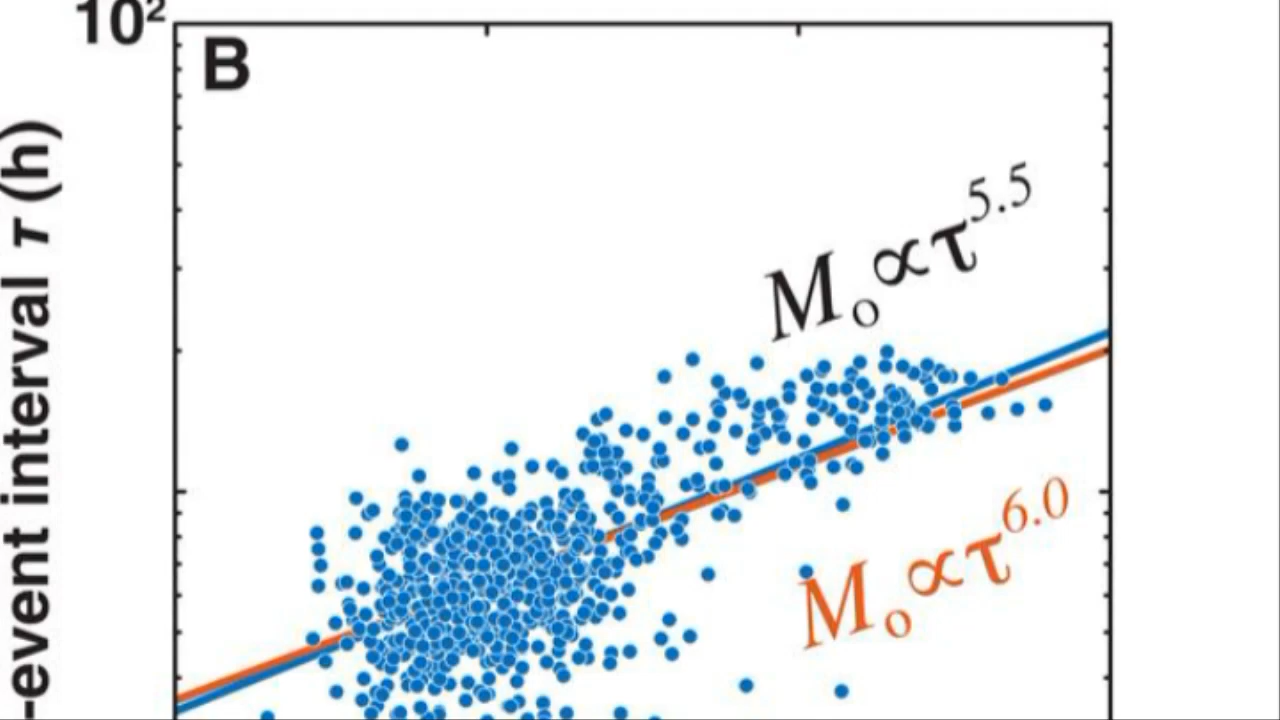 10²
B
-event interval τ (h)
Mₒ∝τ^5.5
Mₒ∝τ^6.0